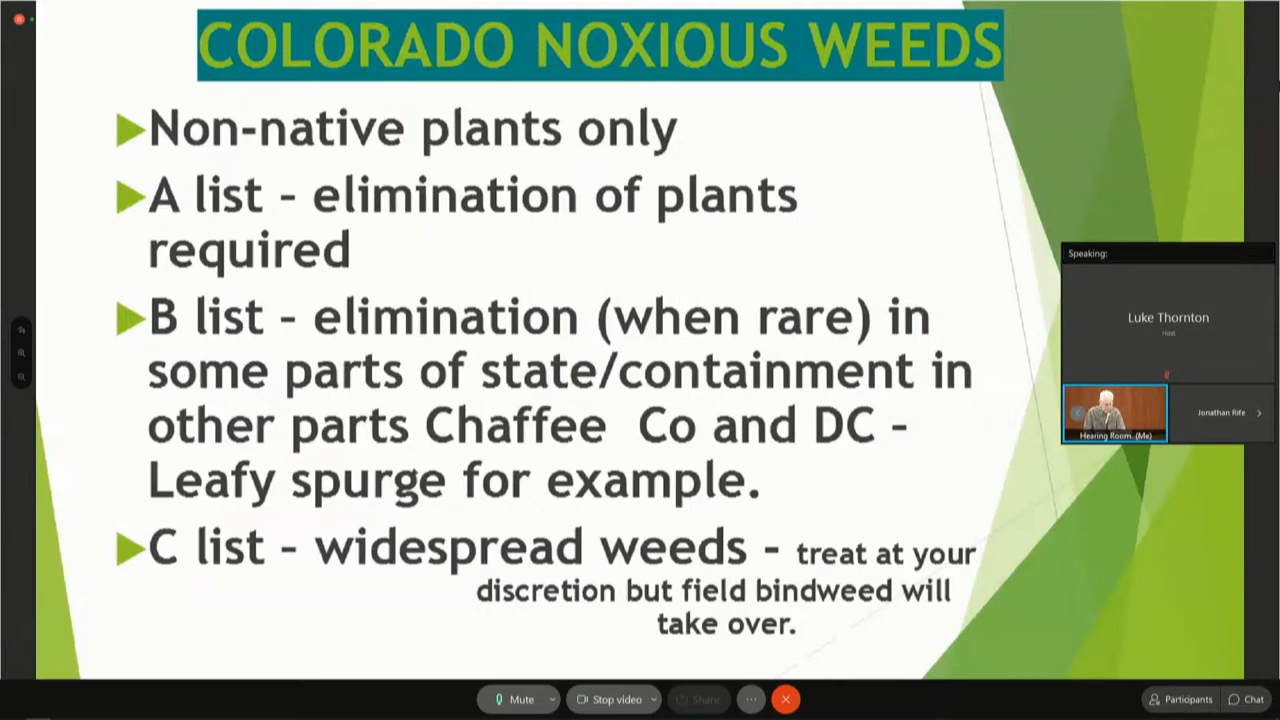 COLORADO NOXIOUS WEEDS
Non-native plants only
A list – elimination of plants
required
B list – elimination (when rare) in
some parts of state/containment in
other parts Chaffee  Co and DC –
Leafy spurge for example.
C list – widespread weeds – treat at your
discretion but field bindweed will
take over.
Speaking:
Luke Thornton
Host
Hearing Room (Me)
Jonathan Rife
Mute
Stop video
Share
Participants
Chat